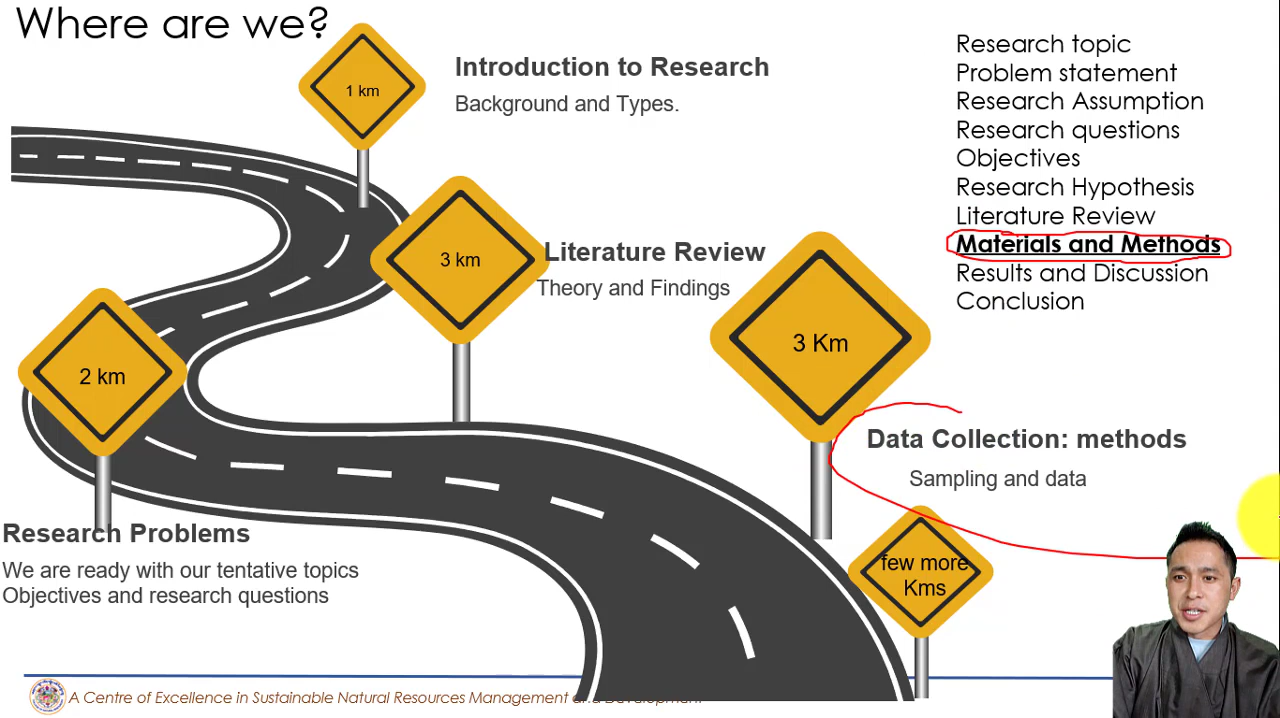 Where are we?
1 km
Introduction to Research
Background and Types.
3 km
Literature Review
Theory and Findings
2 km
Research Problems
We are ready with our tentative topics
Objectives and research questions
3 Km
Data Collection: methods
Sampling and data
few more
Kms
Research topic
Problem statement
Research Assumption
Research questions
Objectives
Research Hypothesis
Literature Review
Materials and Methods
Results and Discussion
Conclusion
A Centre of Excellence in Sustainable Natural Resources Management and Development